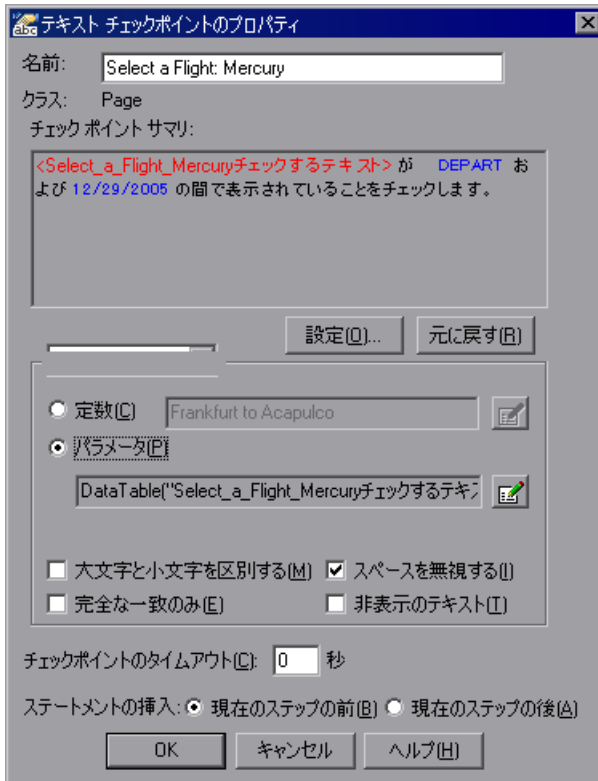 テキスト チェックポイントのプロパティ
名前: Select a Flight: Mercury
クラス: Page
チェック ポイント サマリ:
<Select_a_Flight_Mercuryチェックするテキスト> が DEPART お
よび 12/29/2005 の間で表示されていることをチェックします。
設定(O)... 元に戻す(R)
定数(C) Frankfurt to Acapulco
パラメータ(P)
DataTable("Select_a_Flight_Mercuryチェックするテキス
大文字と小文字を区別する(M) スペースを無視する(I)
完全な一致のみ(E) 非表示のテキスト(T)
チェックポイントのタイムアウト(C): 0 秒
ステートメントの挿入: 現在のステップの前(B) 現在のステップの後(A)
OK キャンセル ヘルプ(H)